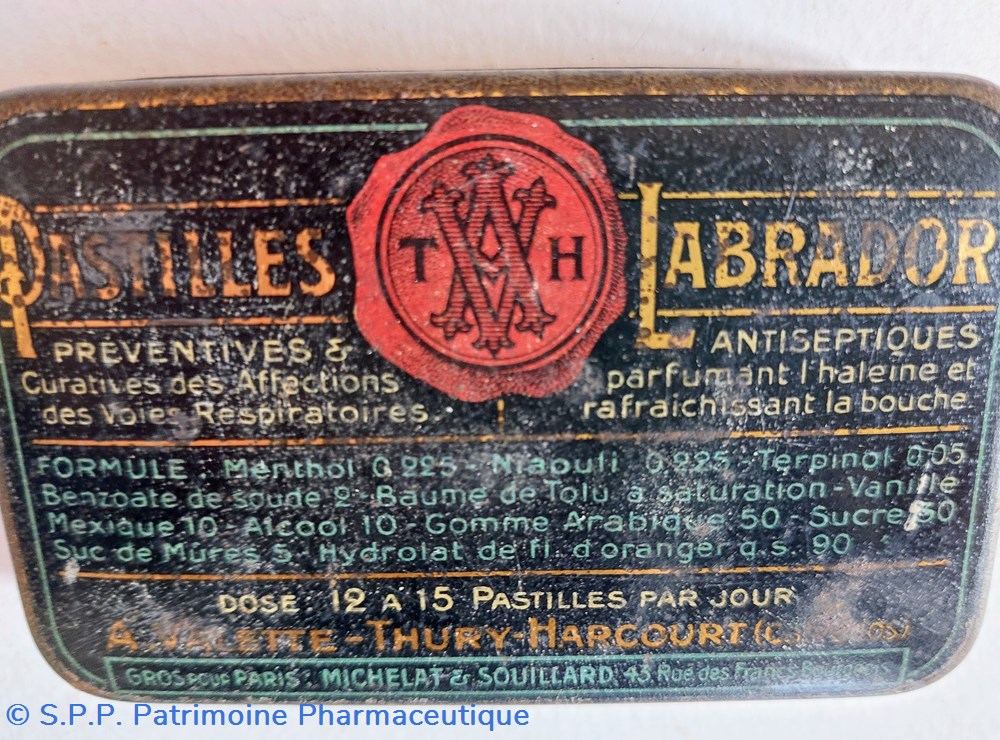 PASTILLES LABRADOR
T VA H
PRÉVENTIVES &
Curatives des Affections
des Voies Respiratoires.
ANTISEPTIQUES
parfumant l'haleine et
rafraichissant la bouche
FORMULE : Menthol 0,225 - Niaouli 0,225 - Terpinol 0,05
Benzoate de soude 2 - Baume de Tolu a saturation - Vanille
Mexique 10 - Alcool 10 - Gomme Arabique 50 - Sucre 50
Suc de Mûres 5 - Hydrolat de fl. d'oranger q.s. 90
DOSE : 12 A 15 PASTILLES PAR JOUR
A. VALETTE - THURY-HARCOURT
GROS POUR PARIS : MICHELAT & SOUILLARD 43 Rue des Francs Bourgeois
© S.P.P. Patrimoine Pharmaceutique